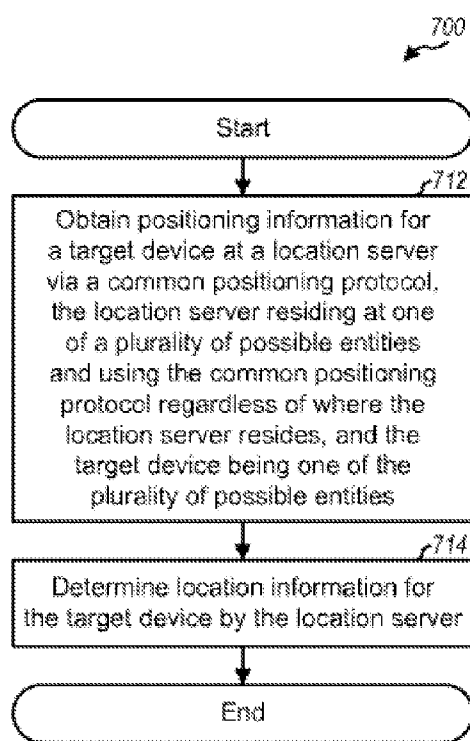 700
Start
712
Obtain positioning information for
a target device at a location server
via a common positioning protocol,
the location server residing at one
of a plurality of possible entities
and using the common positioning
protocol regardless of where the
location server resides, and the
target device being one of the
plurality of possible entities
714
Determine location information for
the target device by the location server
End